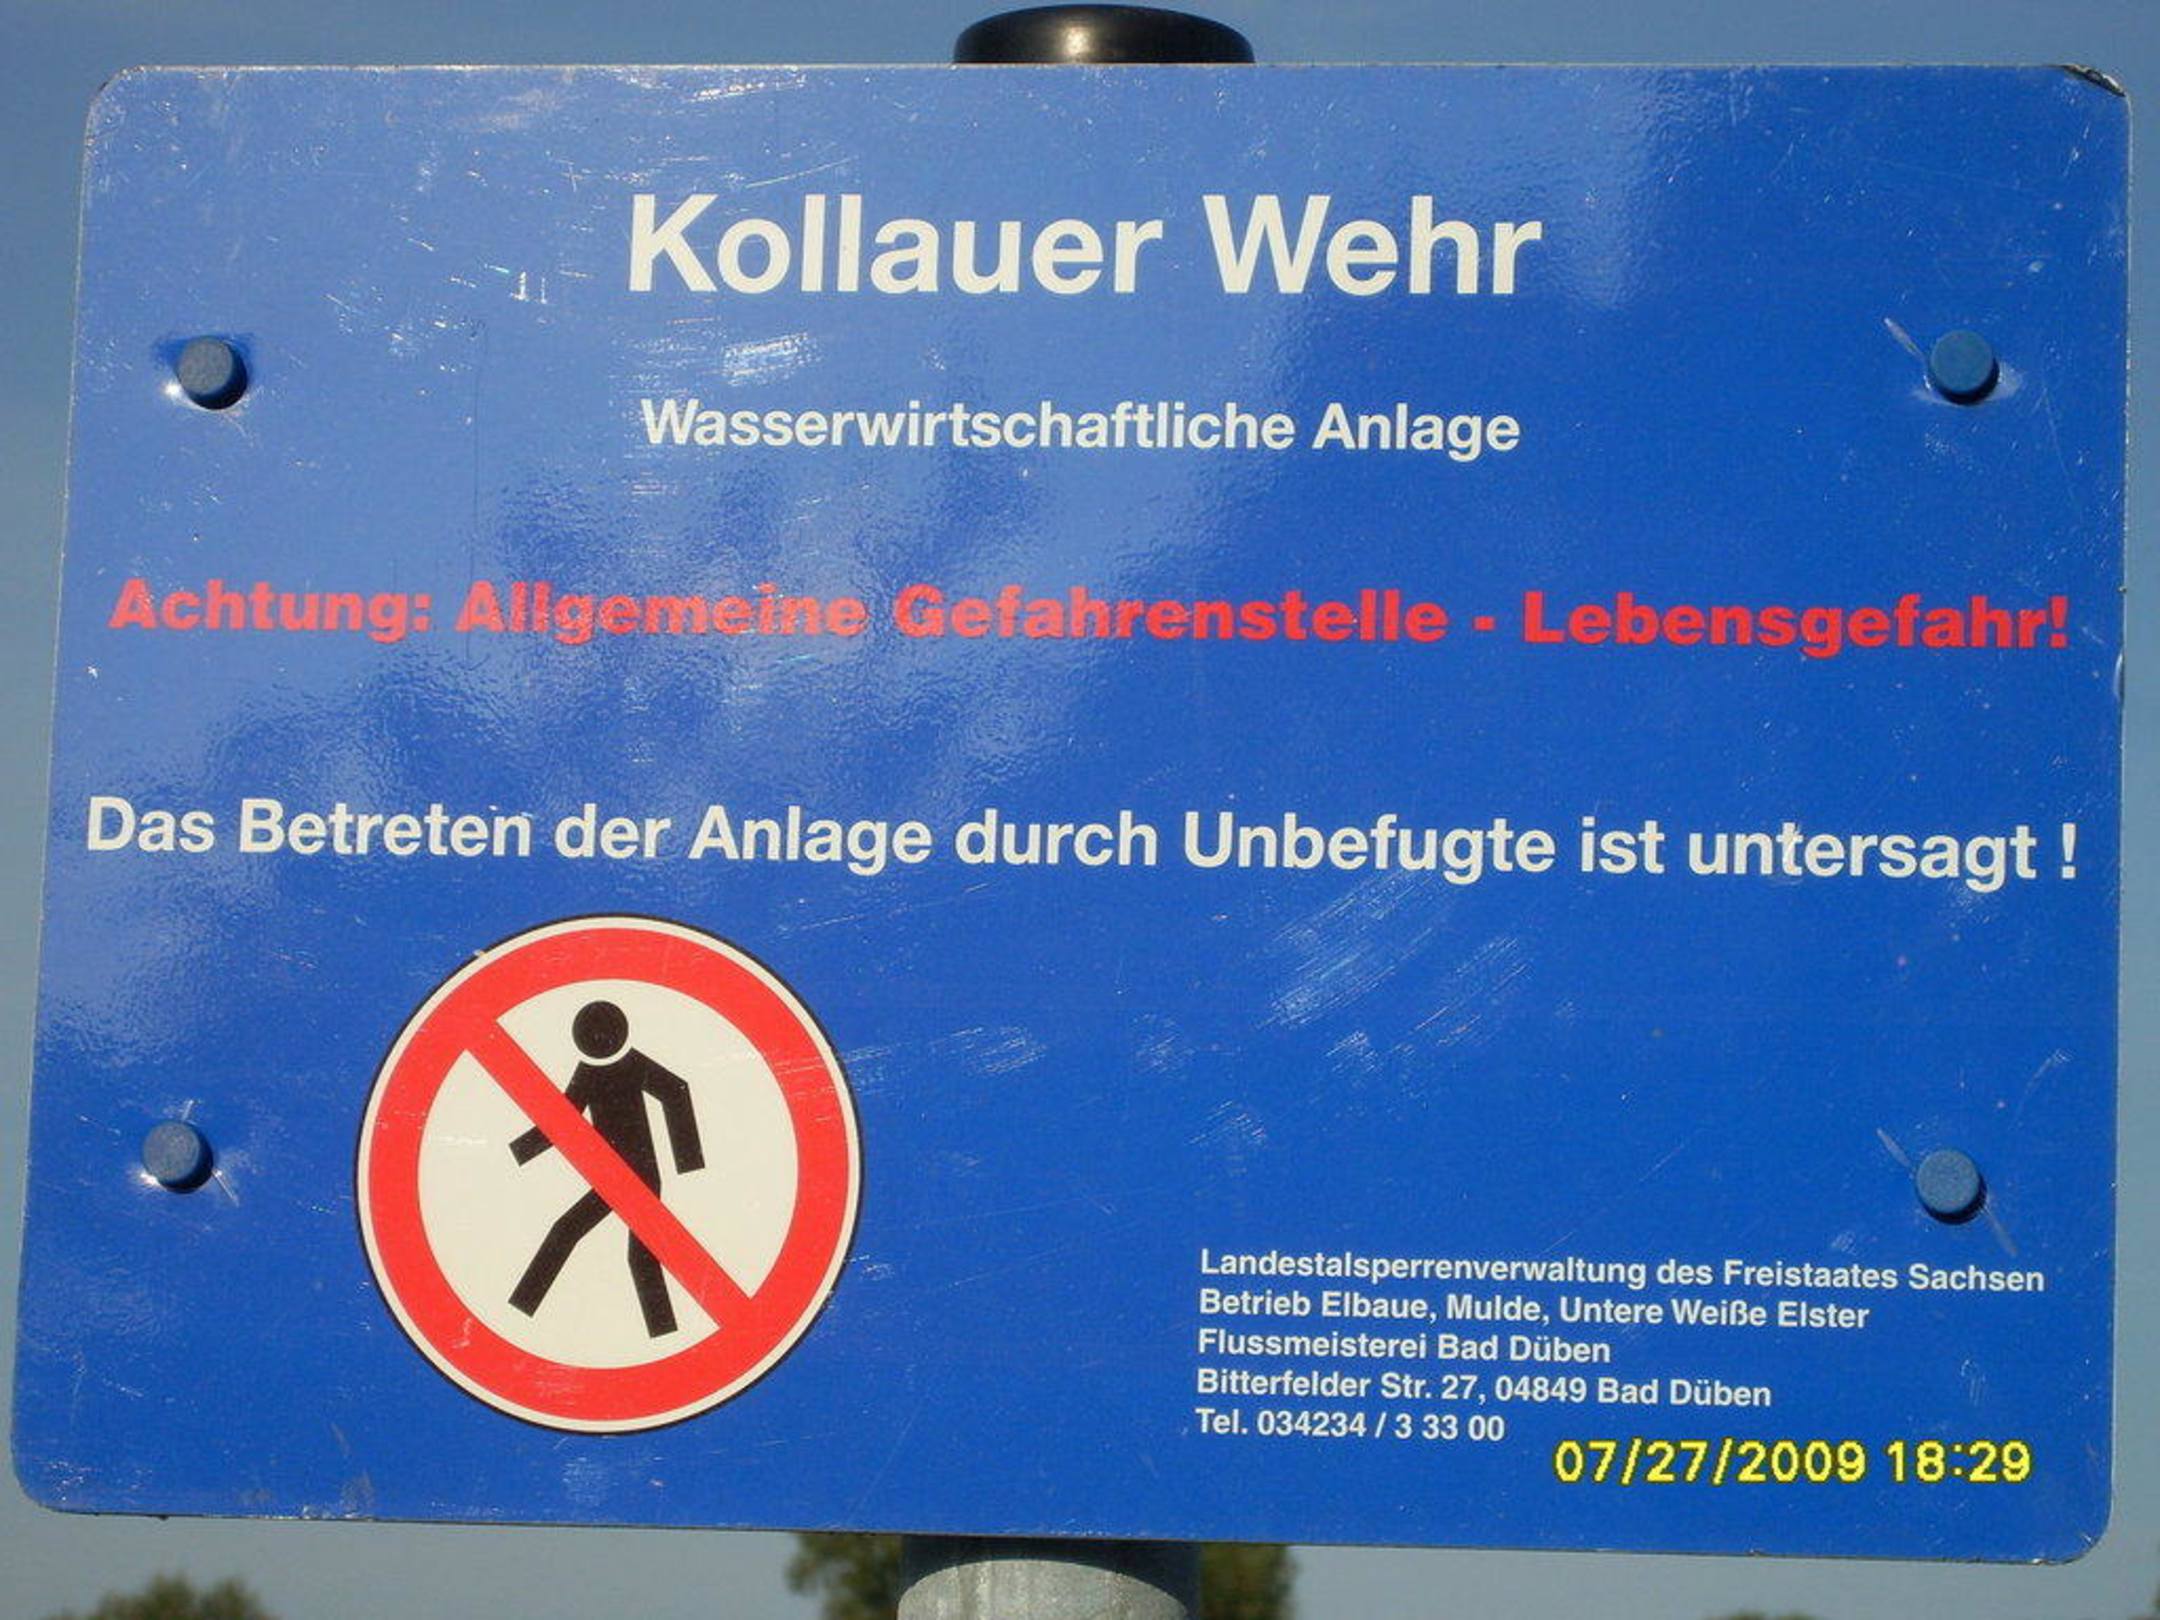 Kollauer Wehr
Wasserwirtschaftliche Anlage
Achtung: Allgemeine Gefahrenstelle - Lebensgefahr!
Das Betreten der Anlage durch Unbefugte ist untersagt !
Landestalsperrenverwaltung des Freistaates Sachsen
Betrieb Elbaue, Mulde, Untere Weiße Elster
Flussmeisterei Bad Düben
Bitterfelder Str. 27, 04849 Bad Düben
Tel. 034234 / 3 33 00
07/27/2009 18:29